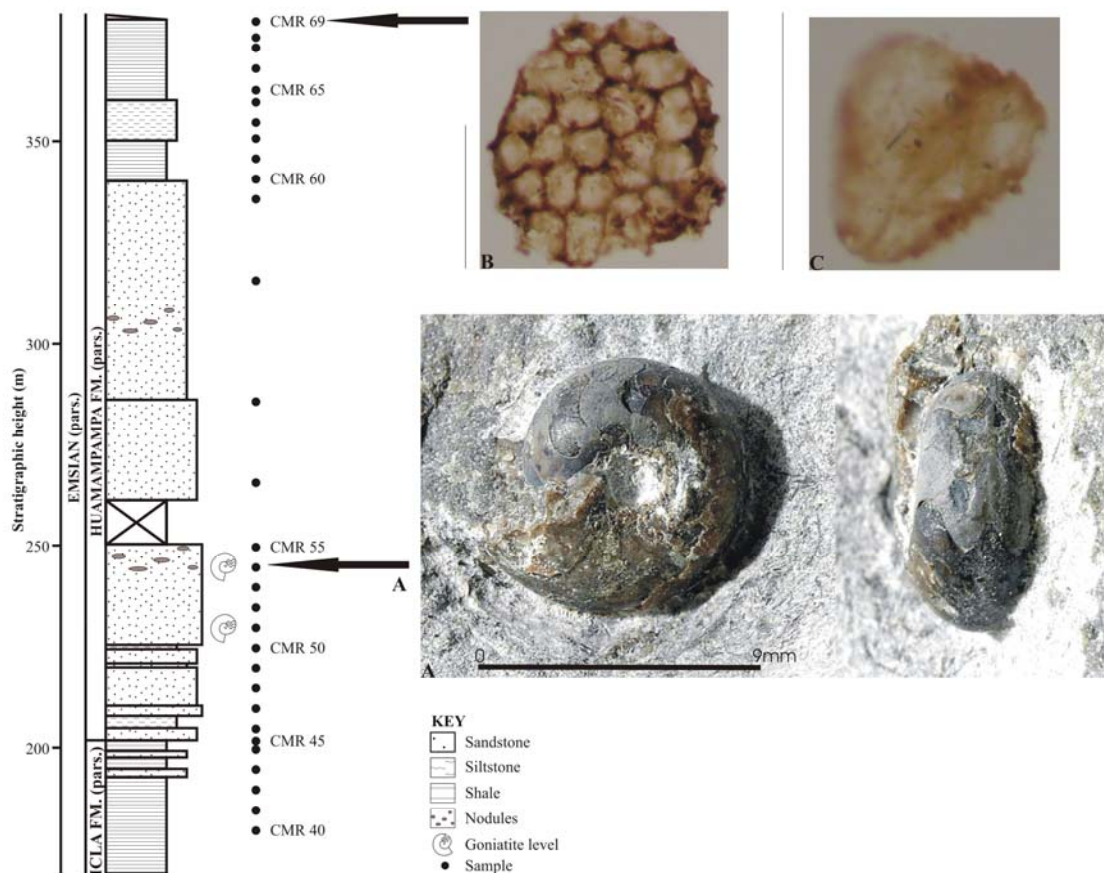 CMR 69
CMR 65
350
CMR 60
B
C
300
Stratigraphic height (m)
EMSIAN (pars.)
HUAMAMPAMPA FM. (pars.)
250
CMR 55
A
CMR 50
A
0
9mm
200
CMR 45
ICLA FM. (pars.)
CMR 40
KEY
Sandstone
Siltstone
Shale
Nodules
Goniatite level
Sample